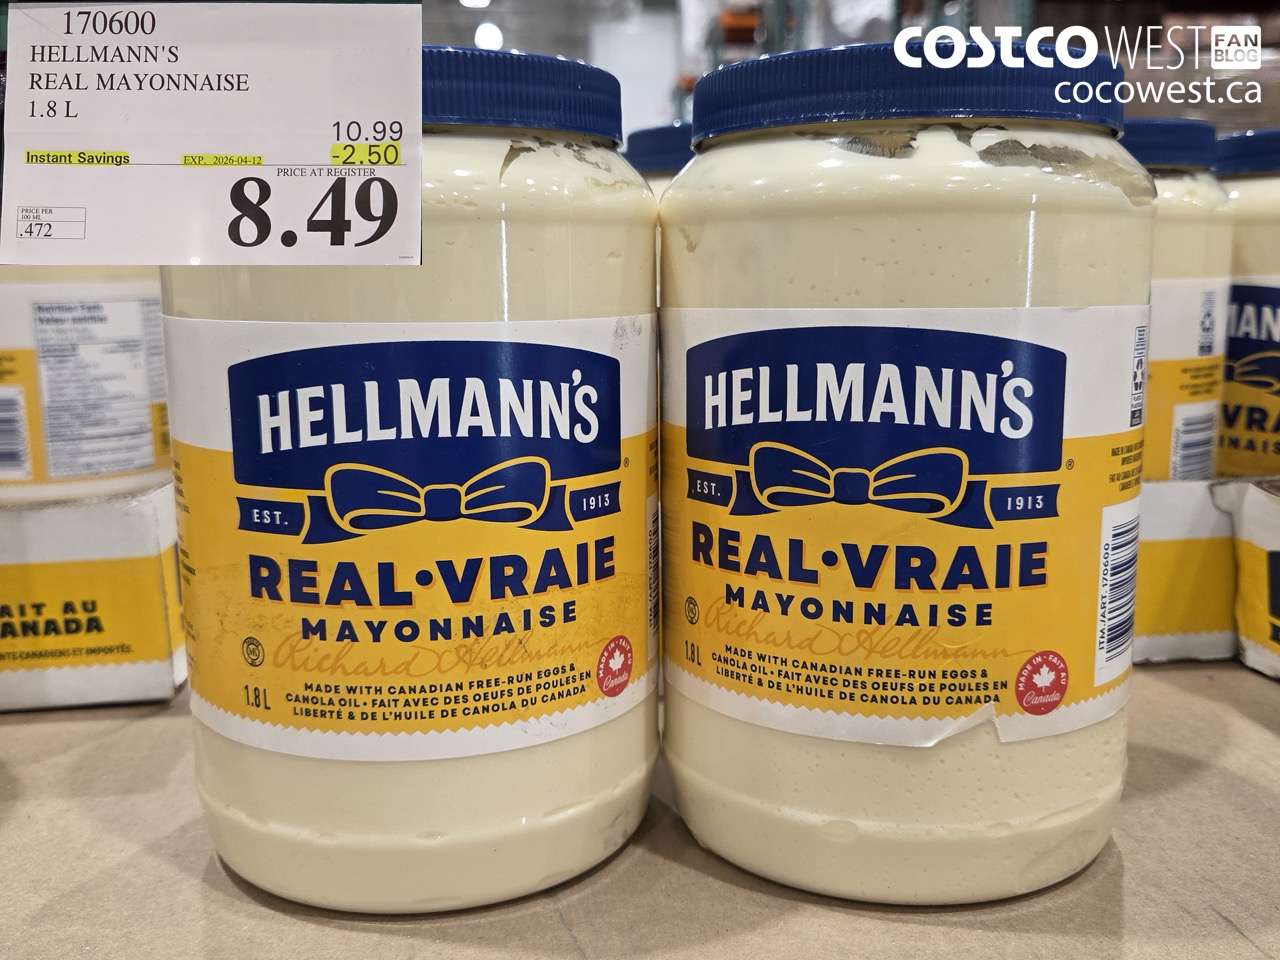 170600
HELLMANN'S
REAL MAYONNAISE
1.8 L
10.99
Instant Savings EXP. 2026-04-12 -2.50
PRICE AT REGISTER
8.49
PRICE PER
100 ML
.472
COSTCO WEST FAN BLOG
cocowest.ca
HELLMANN'S
EST. 1913
REAL•VRAIE
MAYONNAISE
Richard Hellmann
1.8 L
MADE WITH CANADIAN FREE-RUN EGGS &
CANOLA OIL • FAIT AVEC DES OEUFS DE POULES EN
LIBERTÉ & DE L'HUILE DE CANOLA DU CANADA
MADE IN • FAIT AU
Canada
HELLMANN'S
EST. 1913
REAL•VRAIE
MAYONNAISE
Richard Hellmann
1.8 L
MADE WITH CANADIAN FREE-RUN EGGS &
CANOLA OIL • FAIT AVEC DES OEUFS DE POULES EN
LIBERTÉ & DE L'HUILE DE CANOLA DU CANADA
MADE IN • FAIT AU
Canada
ITM./ART. 170600
AIT AU
ANADA